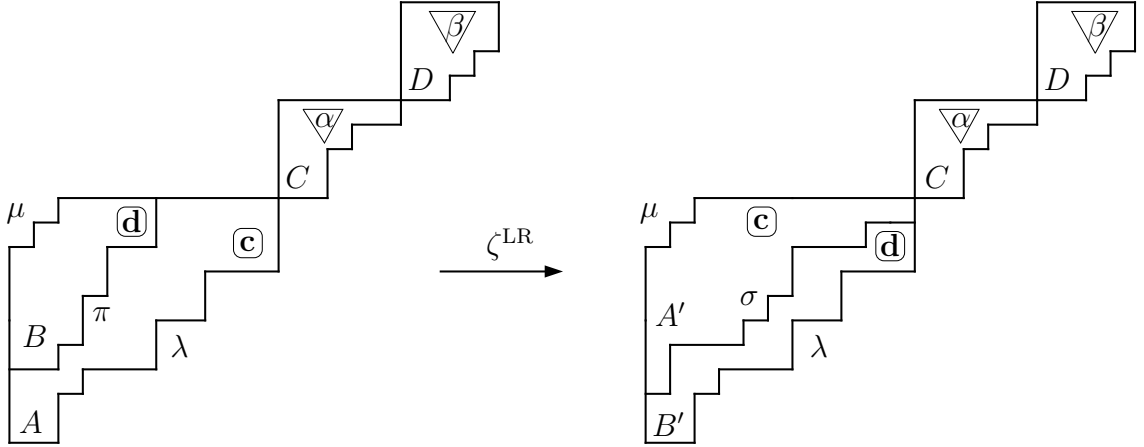 β β
D D
α α
C C
μ d μ c
c d
ζ^LR
B π A′ σ
λ λ
A B′